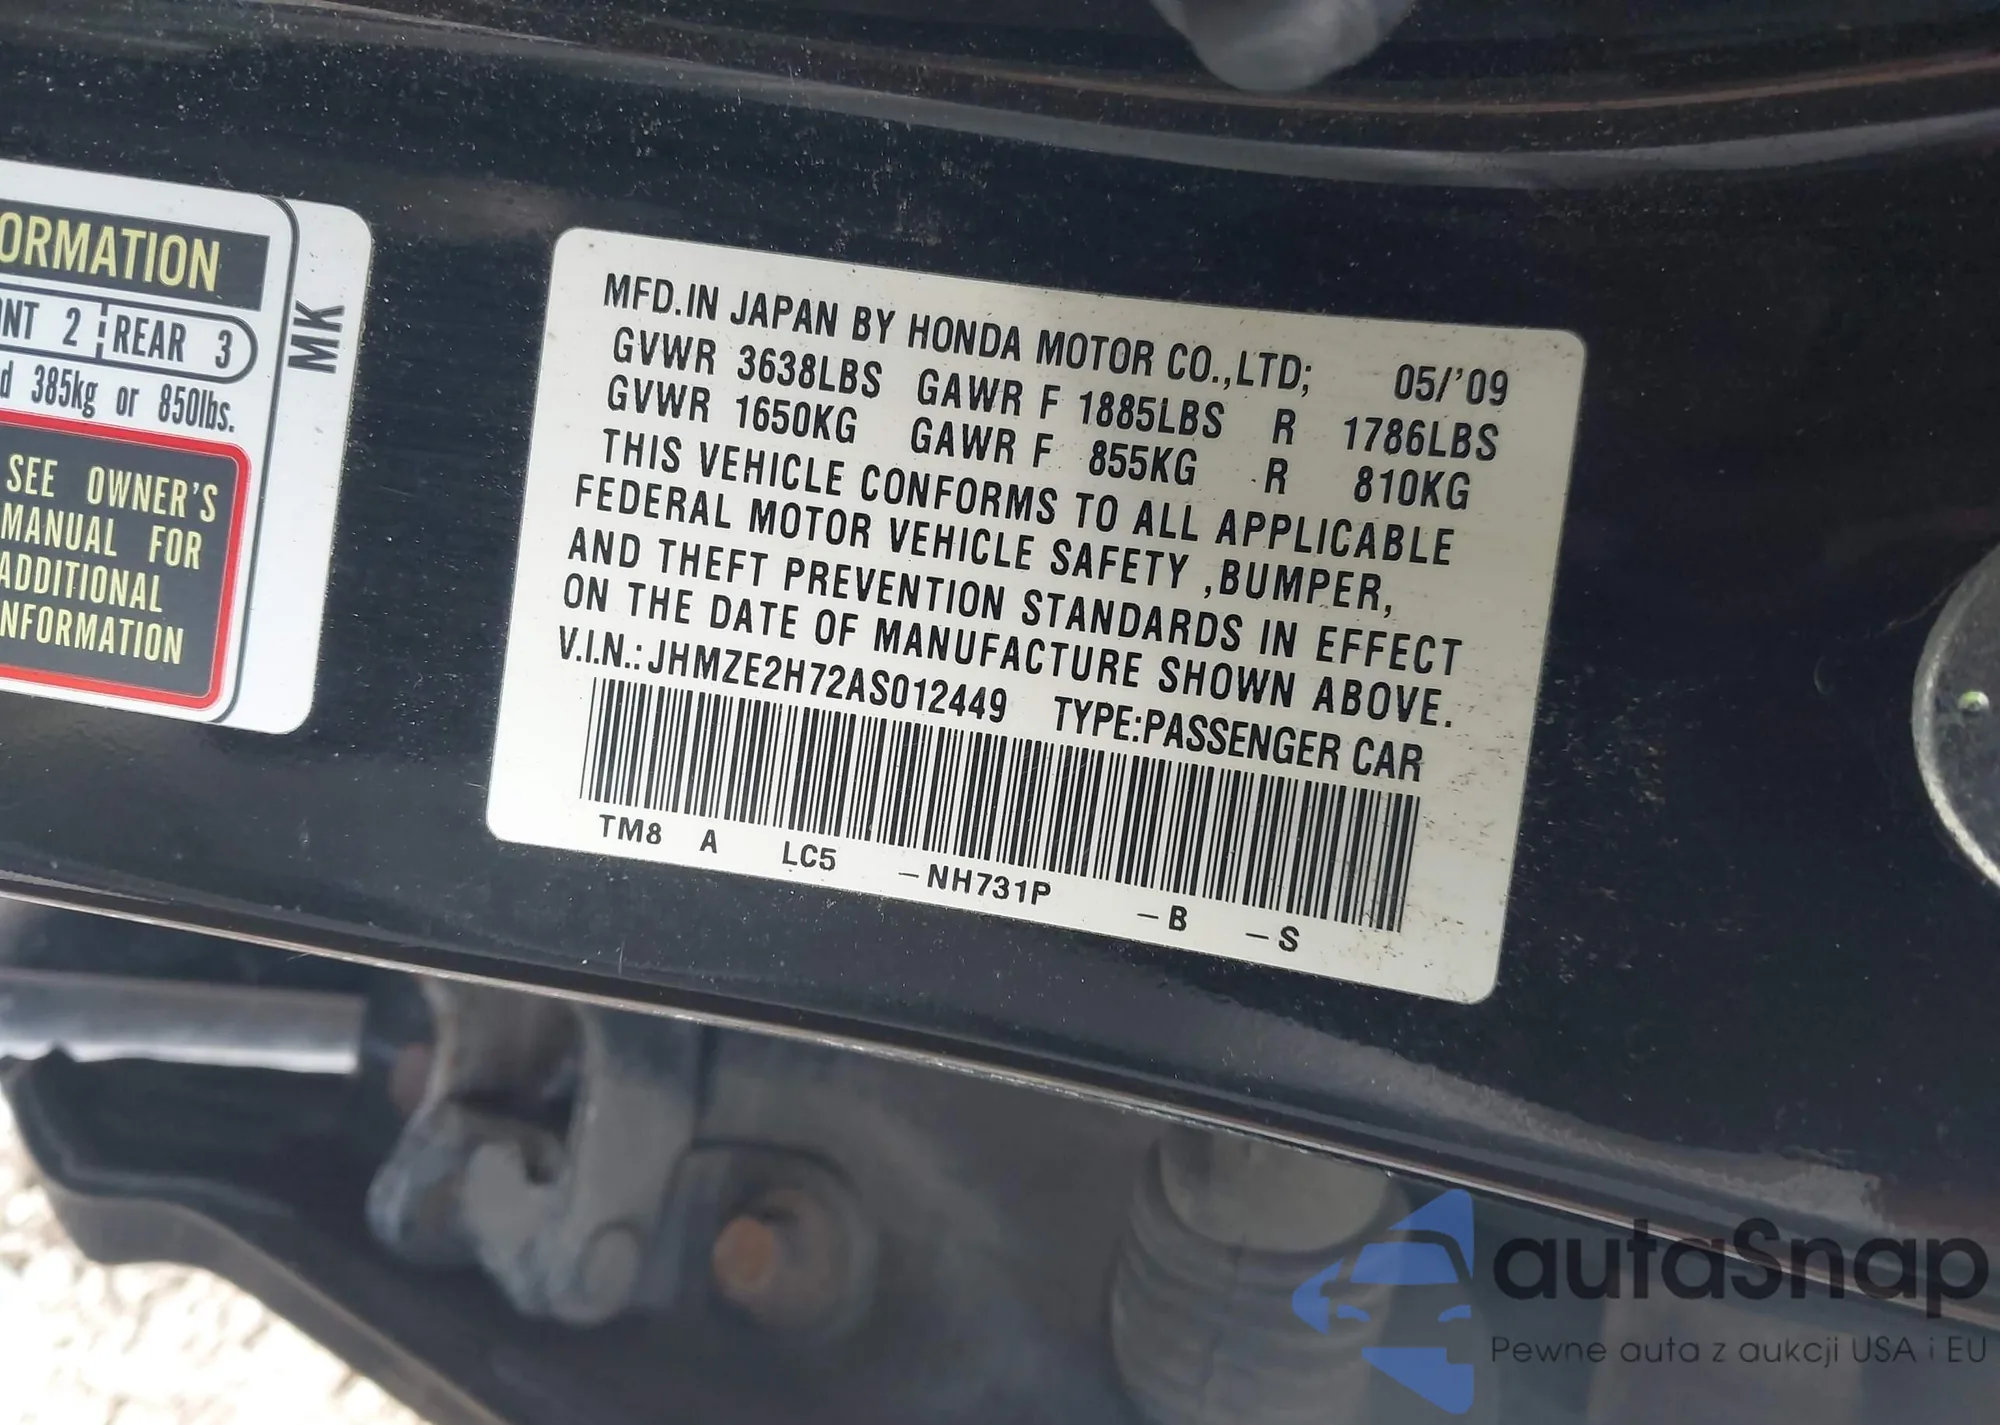 ORMATION
NT 2 REAR 3
d 385kg or 850lbs.
SEE OWNER'S
MANUAL FOR
ADDITIONAL
NFORMATION
MK
MFD.IN JAPAN BY HONDA MOTOR CO.,LTD; 05/'09
GVWR 3638LBS GAWR F 1885LBS R 1786LBS
GVWR 1650KG GAWR F 855KG R 810KG
THIS VEHICLE CONFORMS TO ALL APPLICABLE
FEDERAL MOTOR VEHICLE SAFETY ,BUMPER,
AND THEFT PREVENTION STANDARDS IN EFFECT
ON THE DATE OF MANUFACTURE SHOWN ABOVE.
V.I.N.:JHMZE2H72AS012449 TYPE:PASSENGER CAR
TM8 A LC5 -NH731P -B -S
autaSnap
Pewne auta z aukcji USA i EU